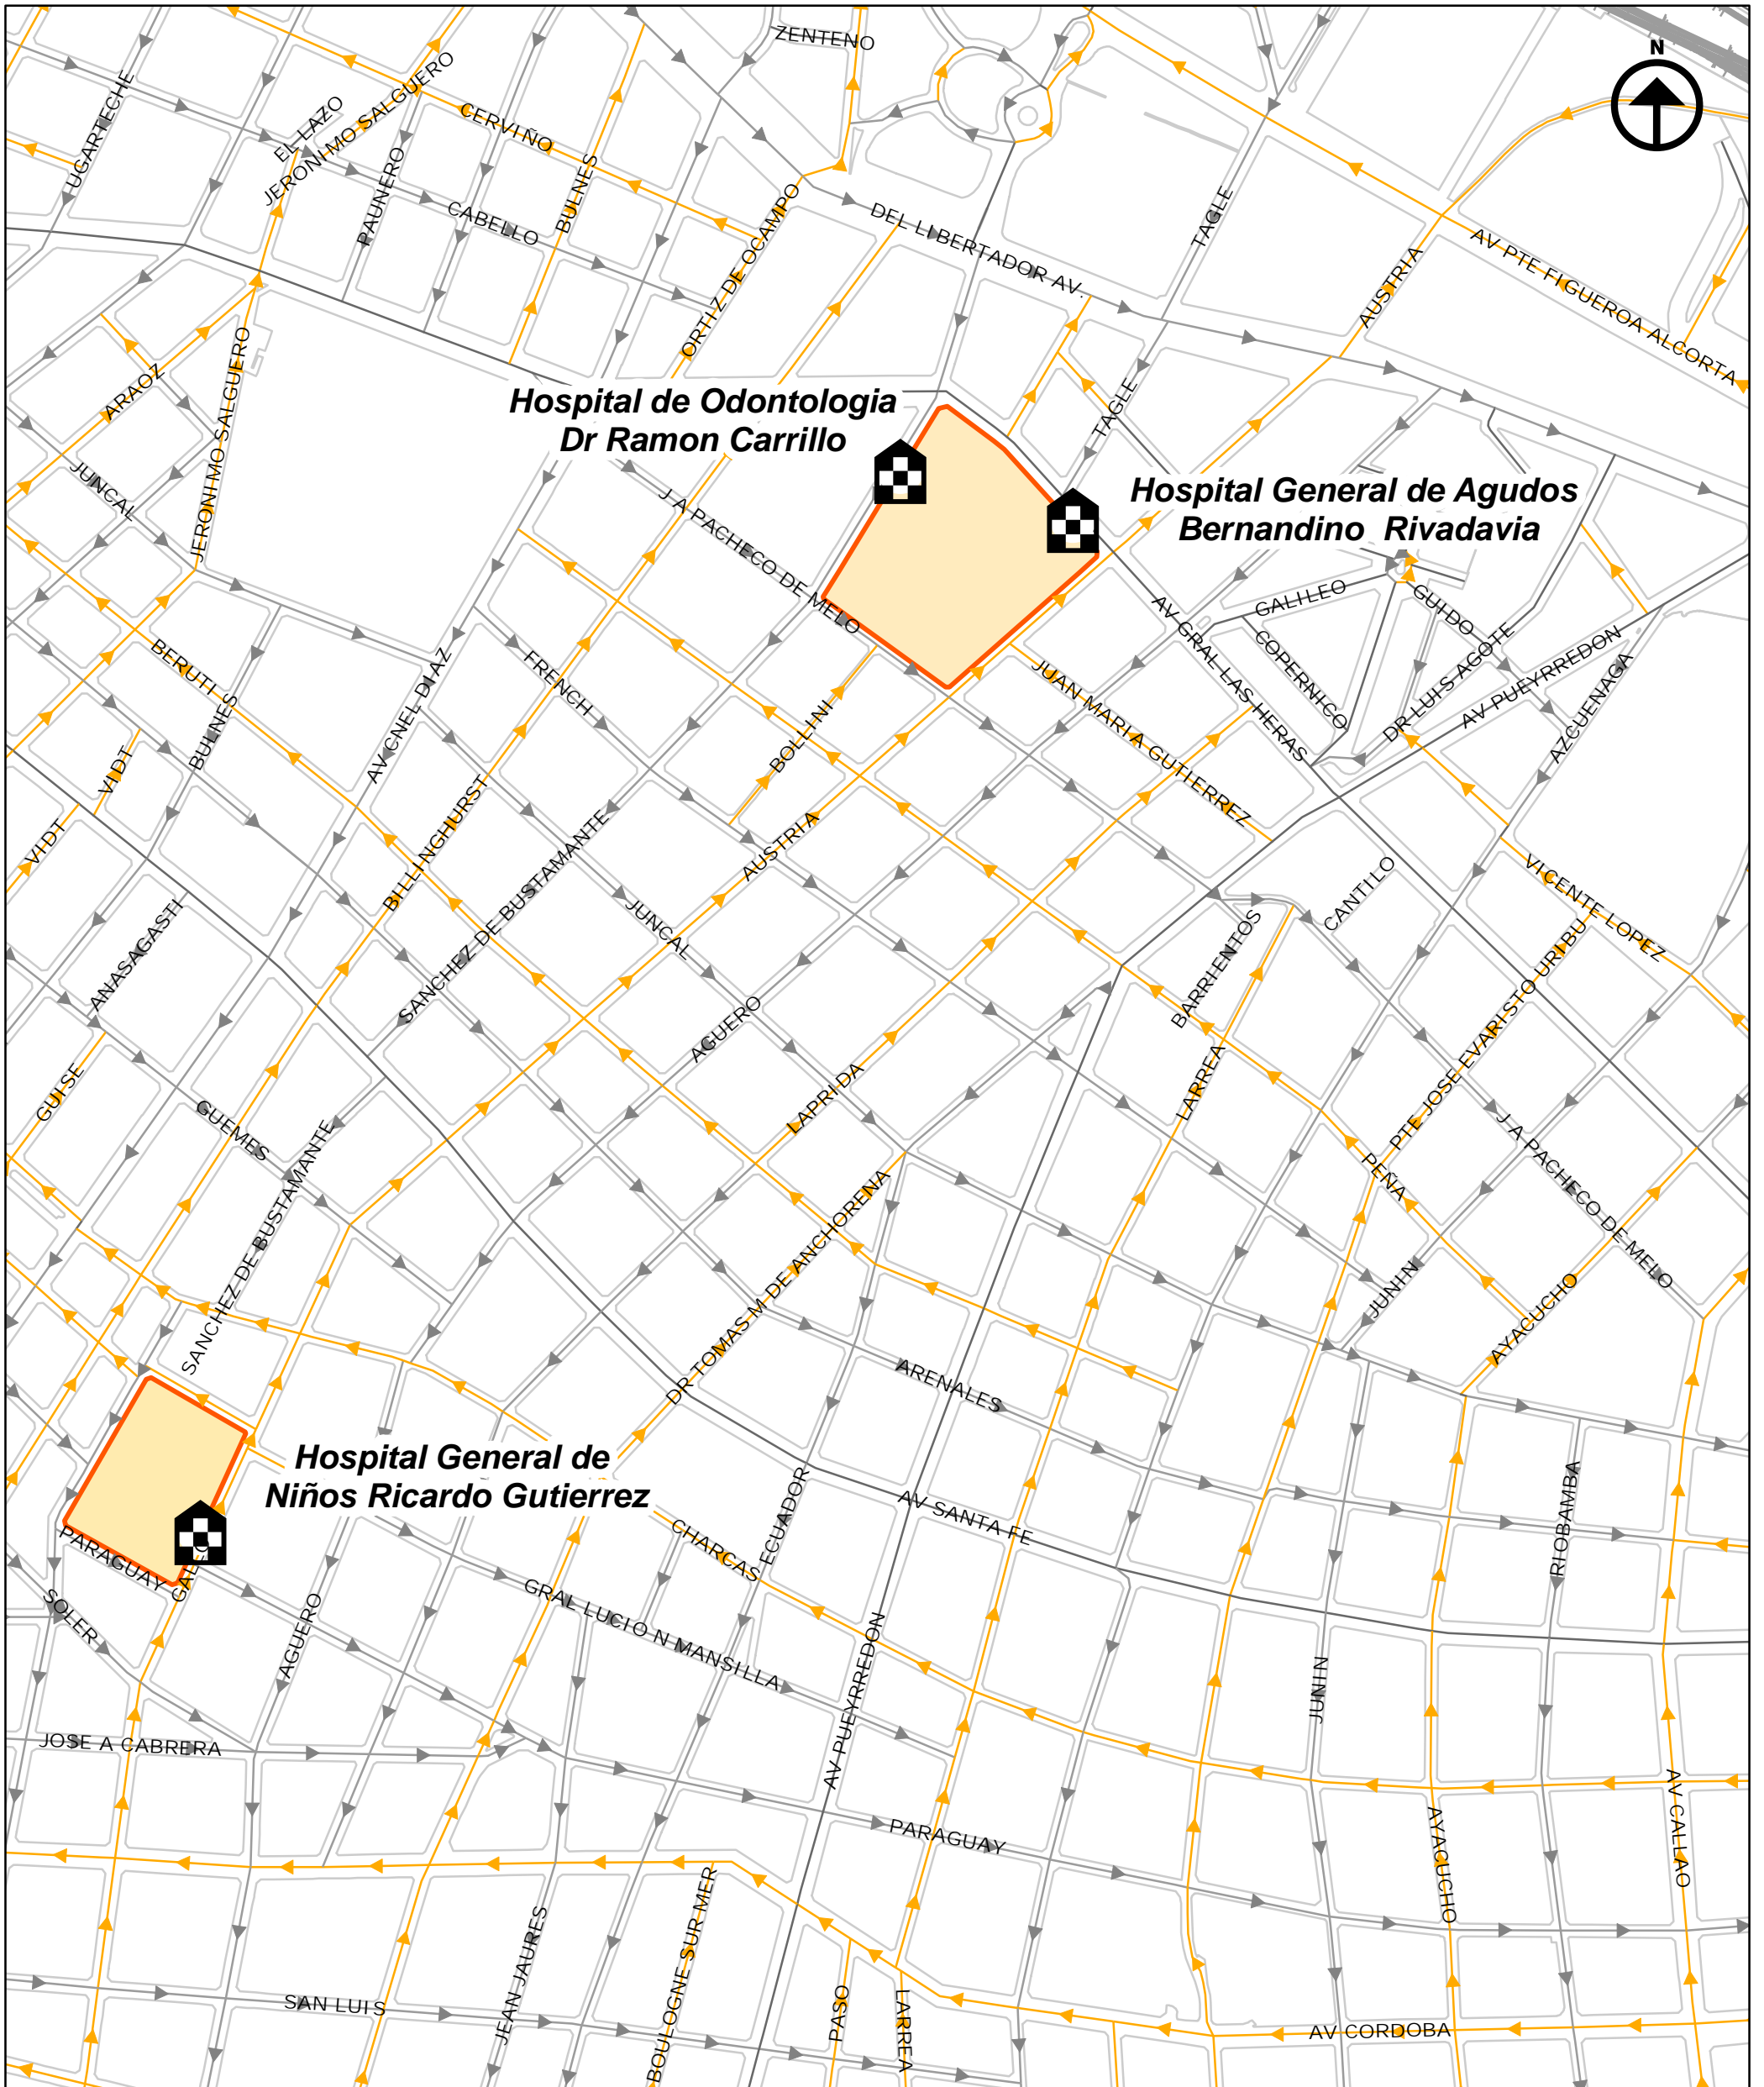 ZENTENO
N
UGARTECHE
EL LAZO
JERONIMO SALGUERO
CERVIÑO
PAUNERO
BULNES
CABELLO
ORTIZ DE OCAMPO
DEL LIBERTADOR AV.
TAGLE
AUSTRIA
AV PTE FIGUEROA ALCORTA
ARAOZ
JERONIMO SALGUERO
JUNCAL
Hospital de Odontologia
Dr Ramon Carrillo
TAGLE
Hospital General de Agudos
Bernandino Rivadavia
J A PACHECO DE MELO
GALILEO
GUIDO
COPERNICO
DR LUIS AGOTE
AV PUEYRREDON
AZCUENAGA
AV GRAL LAS HERAS
JUAN MARIA GUTIERREZ
BERUTI
BULNES
VIDT
VIDT
AV CNEL DIAZ
FRENCH
BOLLINI
BILLINGHURST
SANCHEZ DE BUSTAMANTE
AUSTRIA
JUNCAL
AGUERO
LAPRIDA
CANTILO
BARRIENTOS
LARREA
VICENTE LOPEZ
PTE JOSE EVARISTO URIBU
PEÑA
J A PACHECO DE MELO
JUNIN
AYACUCHO
ANASAGASTI
GUISE
GUEMES
SANCHEZ DE BUSTAMANTE
DR TOMAS M DE ANCHORENA
ARENALES
Hospital General de
Niños Ricardo Gutierrez
PARAGUAY
SOLER
AGUERO
CHARCAS
ECUADOR
AV SANTA FE
GRAL LUCIO N MANSILLA
AV PUEYRREDON
RIOBAMBA
JUNIN
JOSE A CABRERA
PARAGUAY
AYACUCHO
AV CALLAO
BOULOGNE SUR MER
JEAN JAURES
SAN LUIS
PASO
LARREA
AV CORDOBA